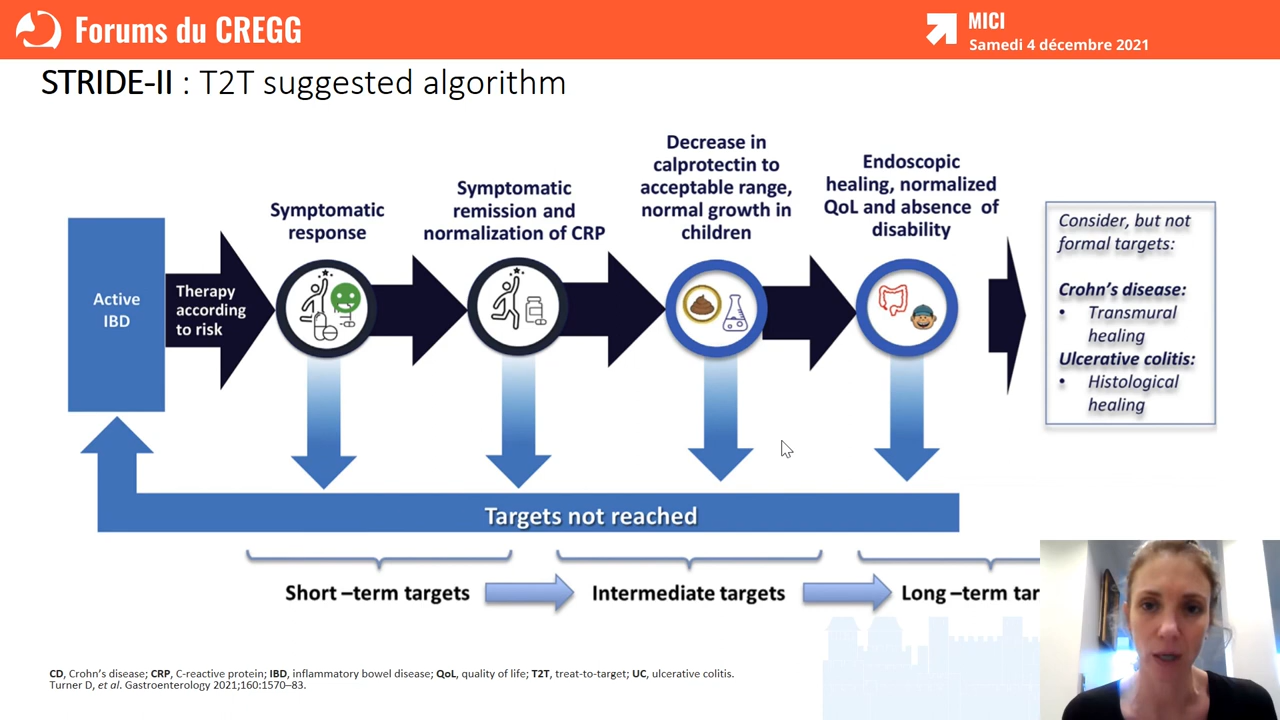 Forums du CREGG
MICI
Samedi 4 décembre 2021
STRIDE-II : T2T suggested algorithm
Active
IBD
Therapy
according
to risk
Symptomatic
response
Symptomatic
remission and
normalization of CRP
Decrease in
calprotectin to
acceptable range,
normal growth in
children
Endoscopic
healing, normalized
QoL and absence of
disability
Consider, but not
formal targets:
Crohn's disease:
• Transmural
healing
Ulcerative colitis:
• Histological
healing
Targets not reached
Short –term targets
Intermediate targets
Long –term tar
CD, Crohn's disease; CRP, C-reactive protein; IBD, inflammatory bowel disease; QoL, quality of life; T2T, treat-to-target; UC, ulcerative colitis.
Turner D, et al. Gastroenterology 2021;160:1570–83.